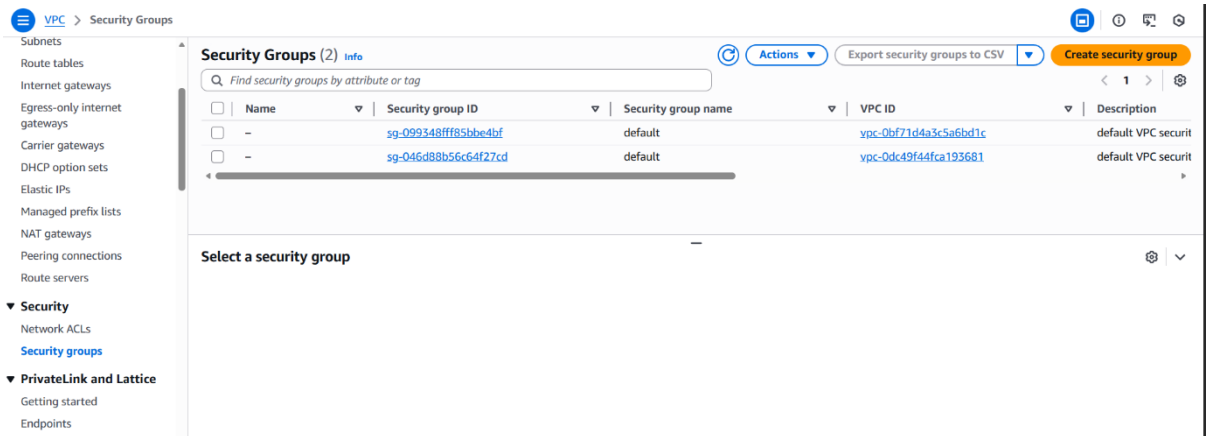 VPC > Security Groups
Subnets
Route tables
Internet gateways
Egress-only internet
gateways
Carrier gateways
DHCP option sets
Elastic IPs
Managed prefix lists
NAT gateways
Peering connections
Route servers
Security
Network ACLs
Security groups
PrivateLink and Lattice
Getting started
Endpoints
Security Groups (2) Info
Actions
Export security groups to CSV
Create security group
Find security groups by attribute or tag
< 1 >
Name Security group ID Security group name VPC ID Description
– sg-099348fff85bbe4bf default vpc-0bf71d4a3c5a6bd1c default VPC securit
– sg-046d88b56c64f27cd default vpc-0dc49f44fca193681 default VPC securit
Select a security group